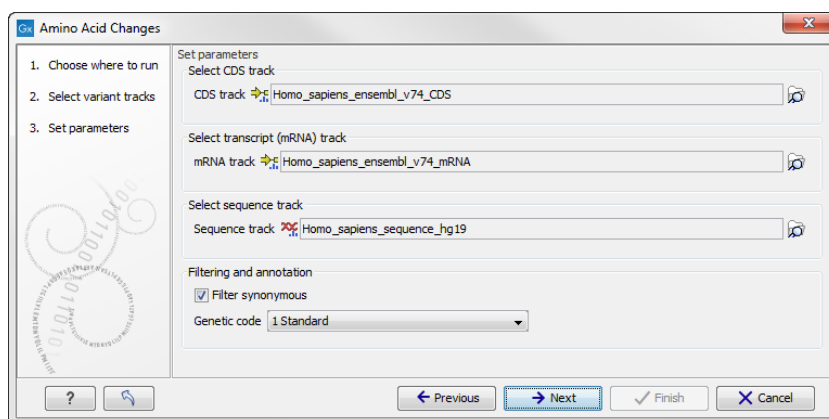 Gx Amino Acid Changes
1. Choose where to run
2. Select variant tracks
3. Set parameters
Set parameters
Select CDS track
CDS track Homo_sapiens_ensembl_v74_CDS
Select transcript (mRNA) track
mRNA track Homo_sapiens_ensembl_v74_mRNA
Select sequence track
Sequence track Homo_sapiens_sequence_hg19
Filtering and annotation
Filter synonymous
Genetic code 1 Standard
? Previous Next Finish Cancel